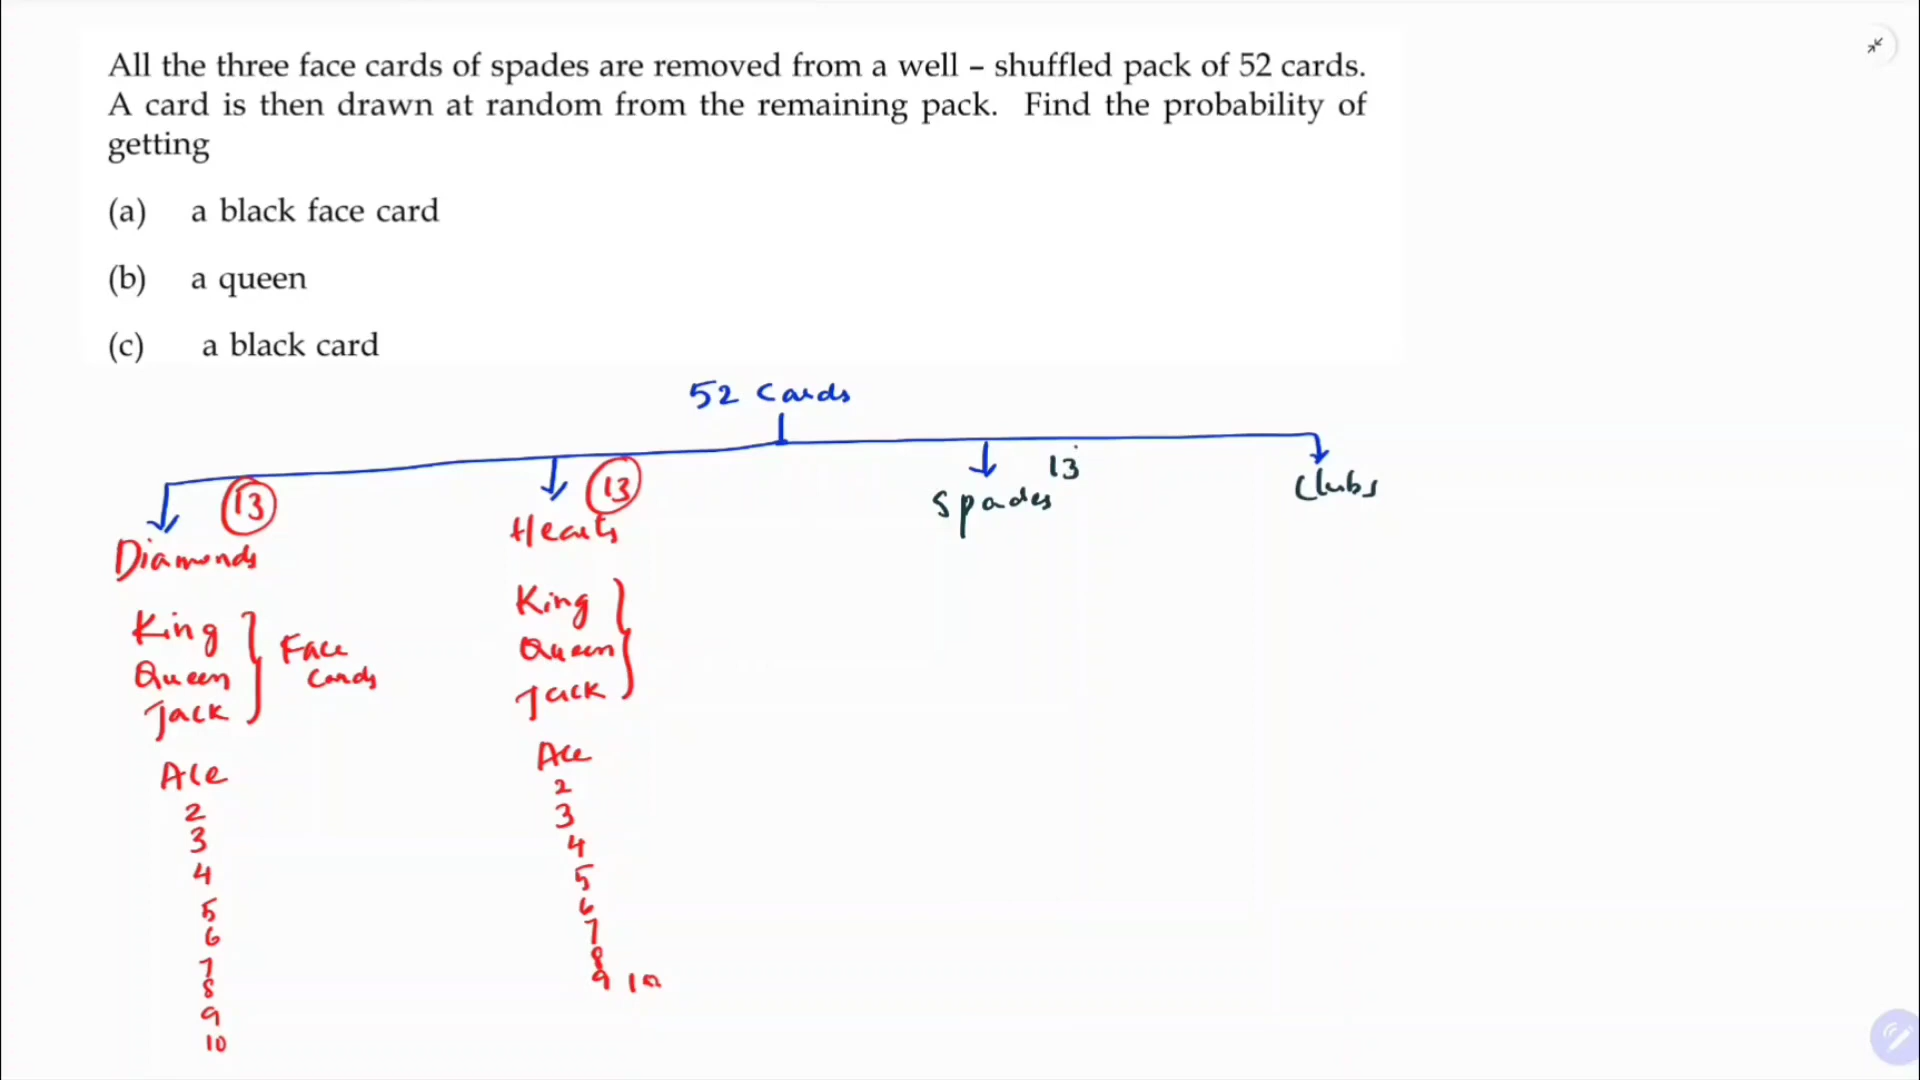 All the three face cards of spades are removed from a well – shuffled pack of 52 cards.
A card is then drawn at random from the remaining pack. Find the probability of
getting
(a) a black face card
(b) a queen
(c) a black card
52 Cards
13
13
13
Diamonds
Hearts
Spades
Clubs
King
Queen
Jack
Face
Cards
Ace
2
3
4
5
6
7
8
9
10
King
Queen
Jack
Ace
2
3
4
5
6
7
8
9 10